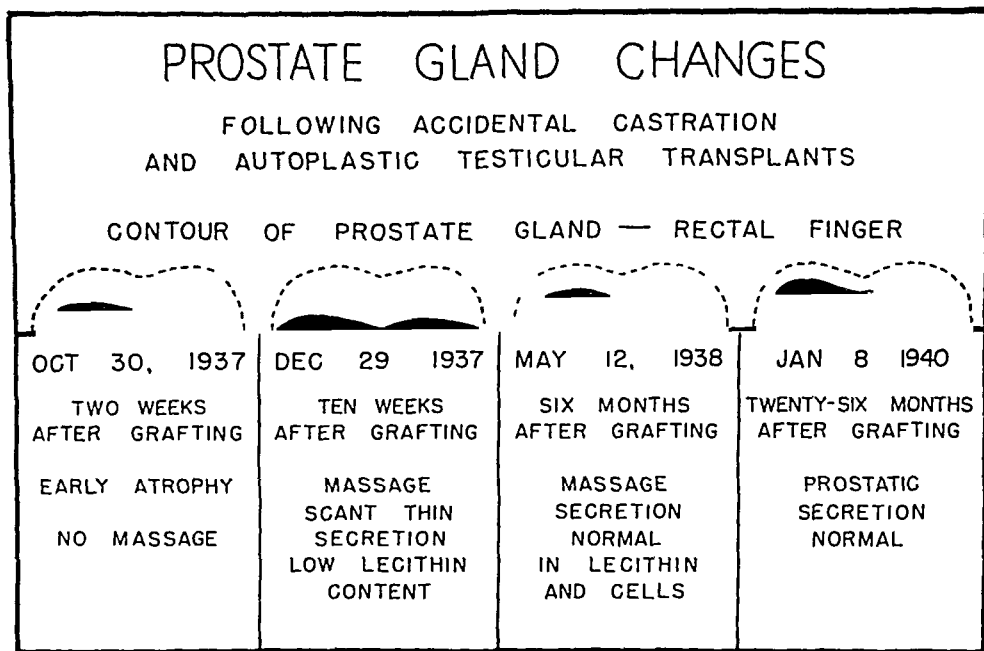 PROSTATE GLAND CHANGES
FOLLOWING ACCIDENTAL CASTRATION
AND AUTOPLASTIC TESTICULAR TRANSPLANTS
CONTOUR OF PROSTATE GLAND — RECTAL FINGER
OCT 30, 1937
TWO WEEKS
AFTER GRAFTING
EARLY ATROPHY
NO MASSAGE
DEC 29 1937
TEN WEEKS
AFTER GRAFTING
MASSAGE
SCANT THIN
SECRETION
LOW LECITHIN
CONTENT
MAY 12, 1938
SIX MONTHS
AFTER GRAFTING
MASSAGE
SECRETION
NORMAL
IN LECITHIN
AND CELLS
JAN 8 1940
TWENTY-SIX MONTHS
AFTER GRAFTING
PROSTATIC
SECRETION
NORMAL